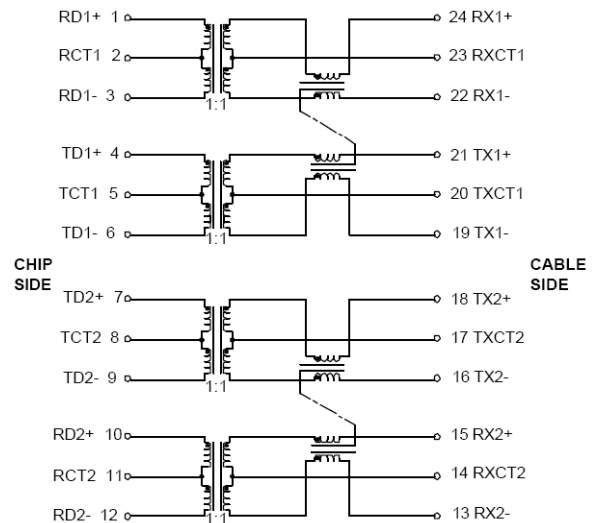 RD1+ 1 24 RX1+
RCT1 2 23 RXCT1
RD1- 3 22 RX1-
1:1
TD1+ 4 21 TX1+
TCT1 5 20 TXCT1
TD1- 6 19 TX1-
1:1
CHIP SIDE
CABLE SIDE
TD2+ 7 18 TX2+
TCT2 8 17 TXCT2
TD2- 9 16 TX2-
1:1
RD2+ 10 15 RX2+
RCT2 11 14 RXCT2
RD2- 12 13 RX2-
1:1